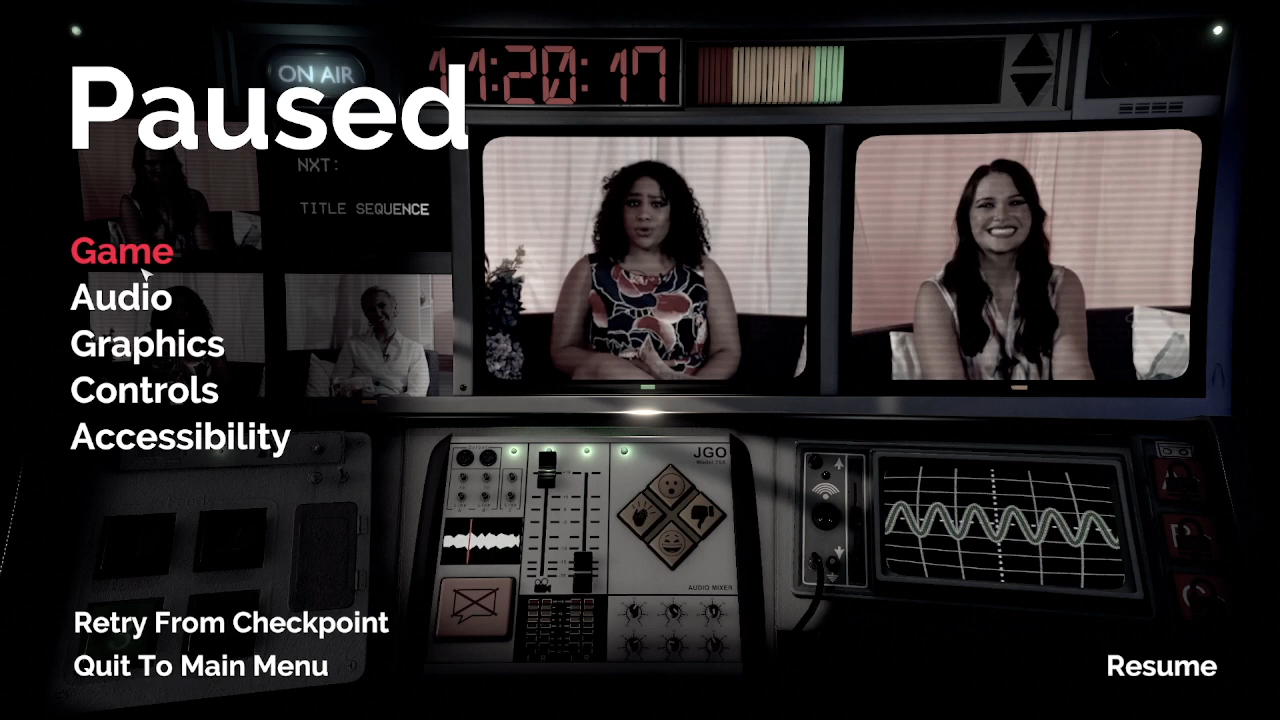 ON AIR
11:20:17
Paused
NXT:
TITLE SEQUENCE
Game
Audio
Graphics
Controls
Accessibility
JGO
AUDIO MIXER
Retry From Checkpoint
Quit To Main Menu
Resume